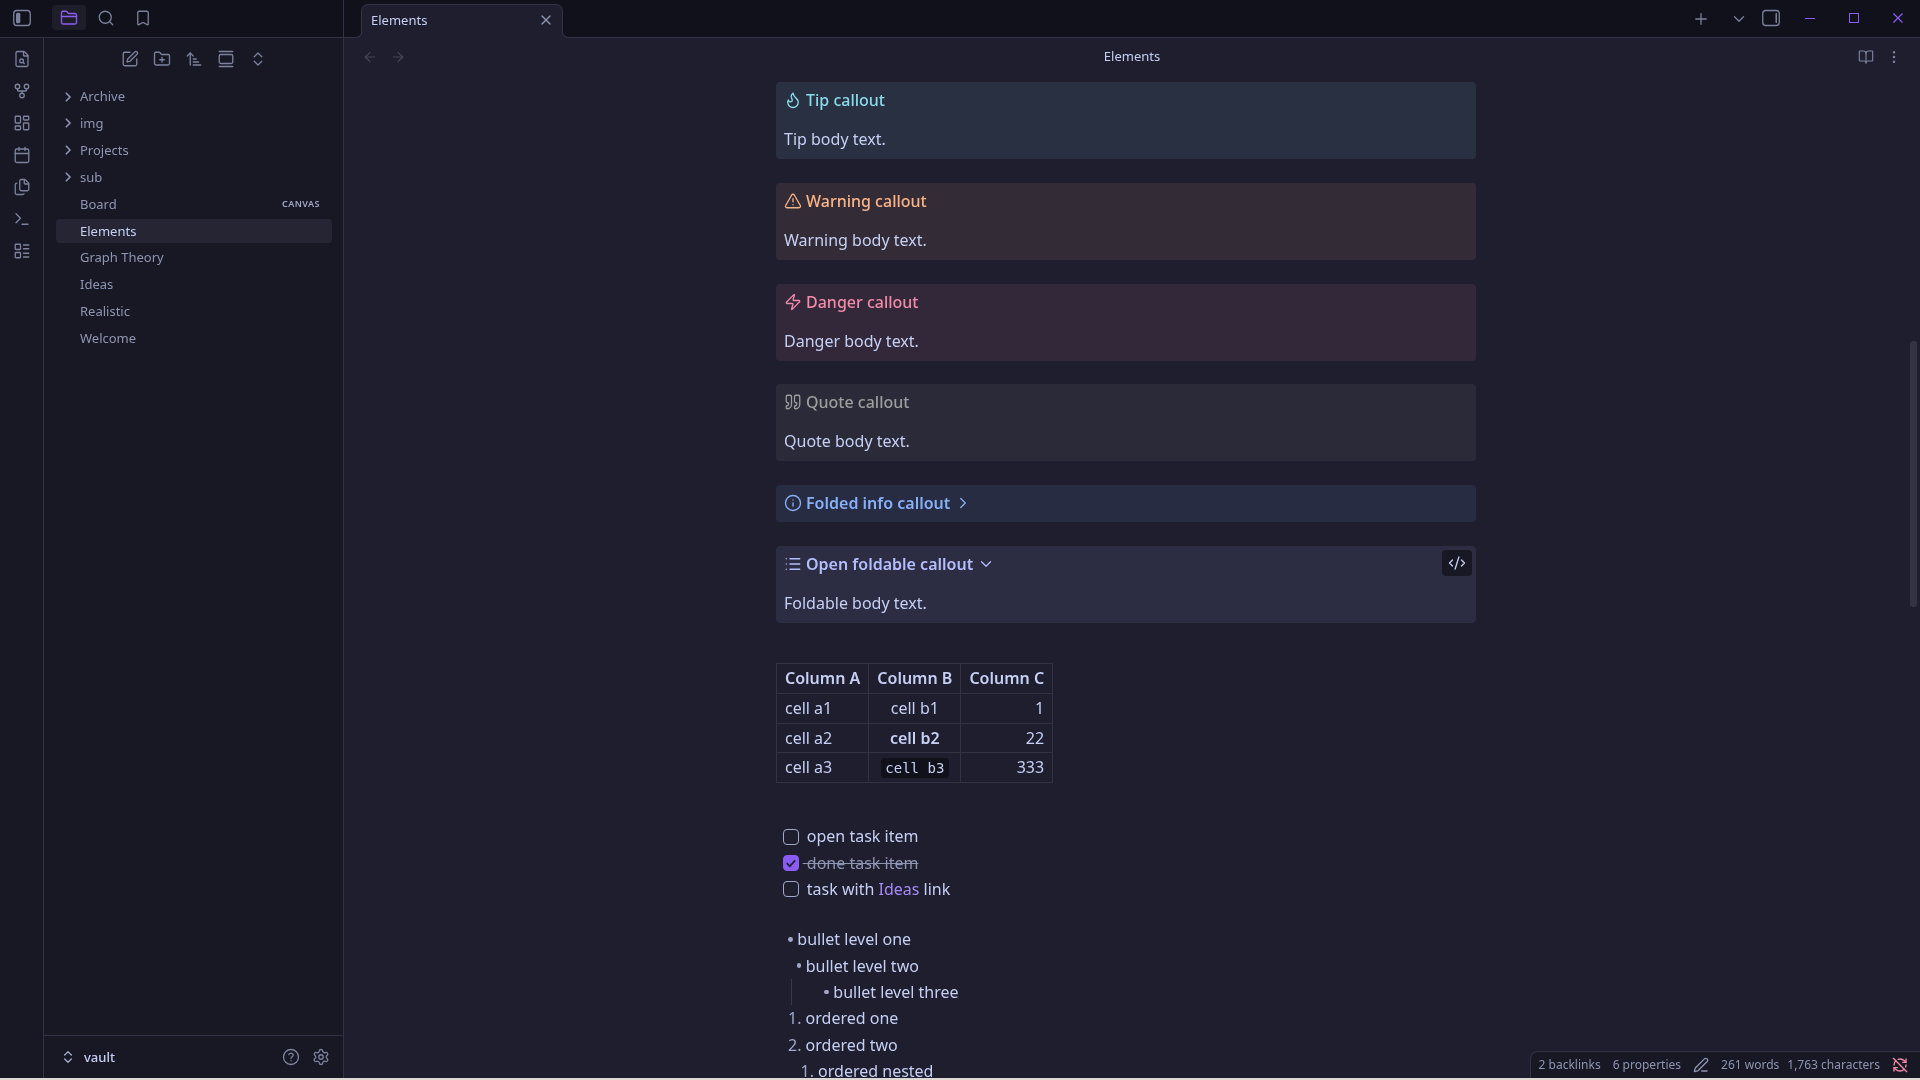 Elements
Elements
Archive
img
Projects
sub
Board CANVAS
Elements
Graph Theory
Ideas
Realistic
Welcome
vault
Tip callout
Tip body text.
Warning callout
Warning body text.
Danger callout
Danger body text.
Quote callout
Quote body text.
Folded info callout
Open foldable callout
Foldable body text.
Column A Column B Column C
cell a1 cell b1 1
cell a2 cell b2 22
cell a3 cell b3 333
open task item
done task item
task with Ideas link
• bullet level one
• bullet level two
• bullet level three
1. ordered one
2. ordered two
1. ordered nested
2 backlinks 6 properties 261 words 1,763 characters